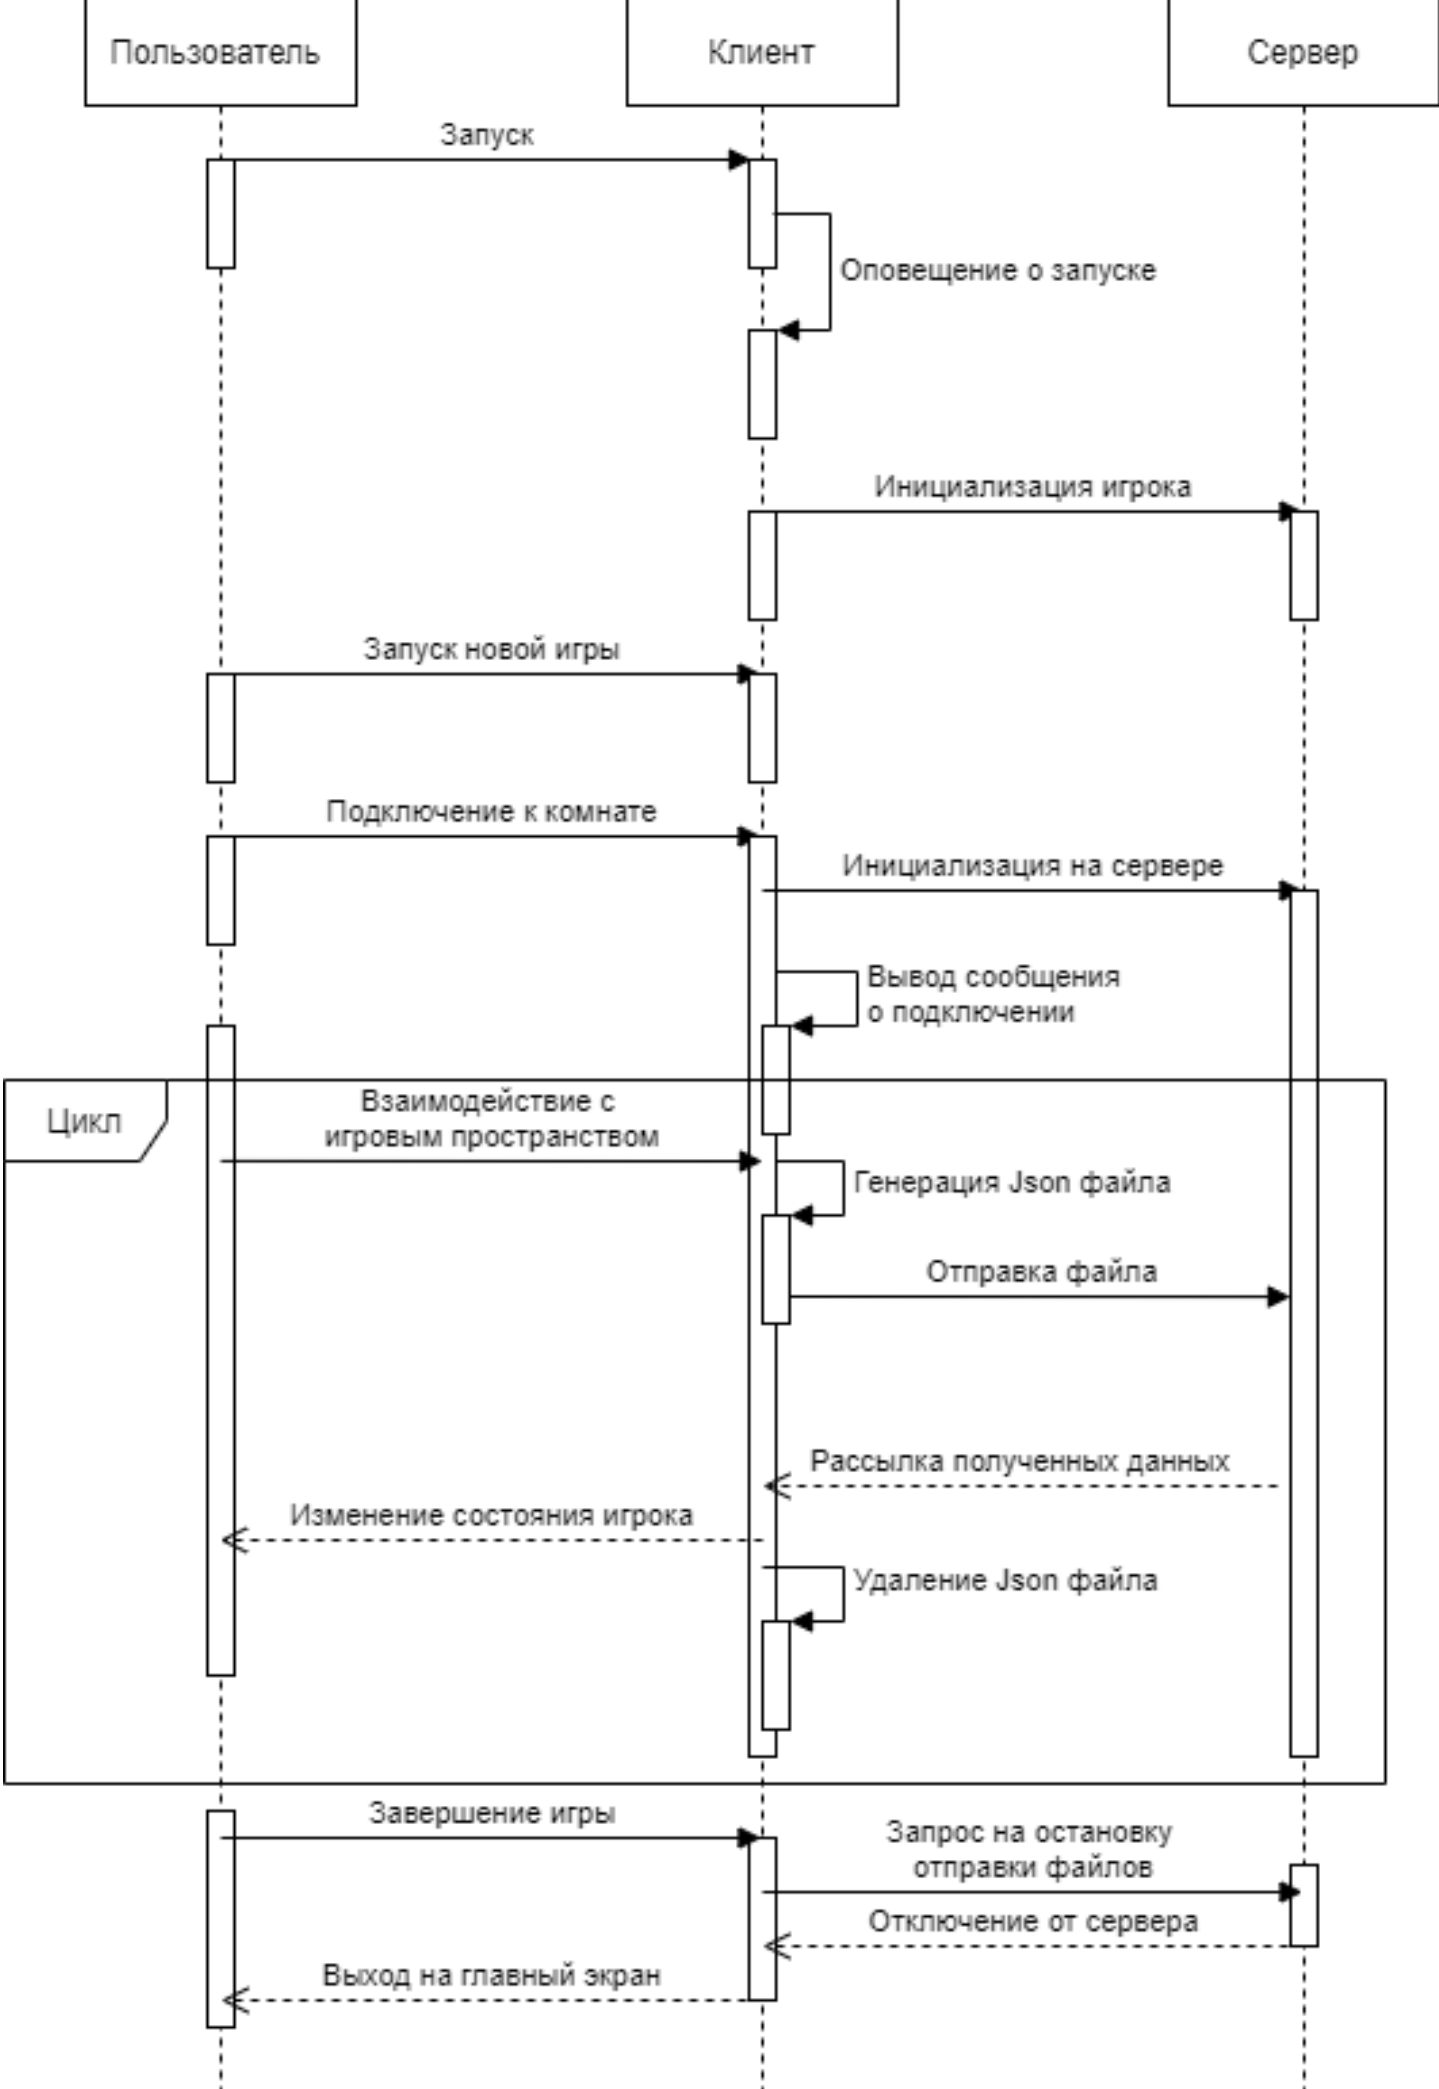 Пользователь
Клиент
Сервер
Запуск
Оповещение о запуске
Инициализация игрока
Запуск новой игры
Подключение к комнате
Инициализация на сервере
Вывод сообщения
о подключении
Цикл
Взаимодействие с
игровым пространством
Генерация Json файла
Отправка файла
Рассылка полученных данных
Изменение состояния игрока
Удаление Json файла
Завершение игры
Запрос на остановку
отправки файлов
Отключение от сервера
Выход на главный экран